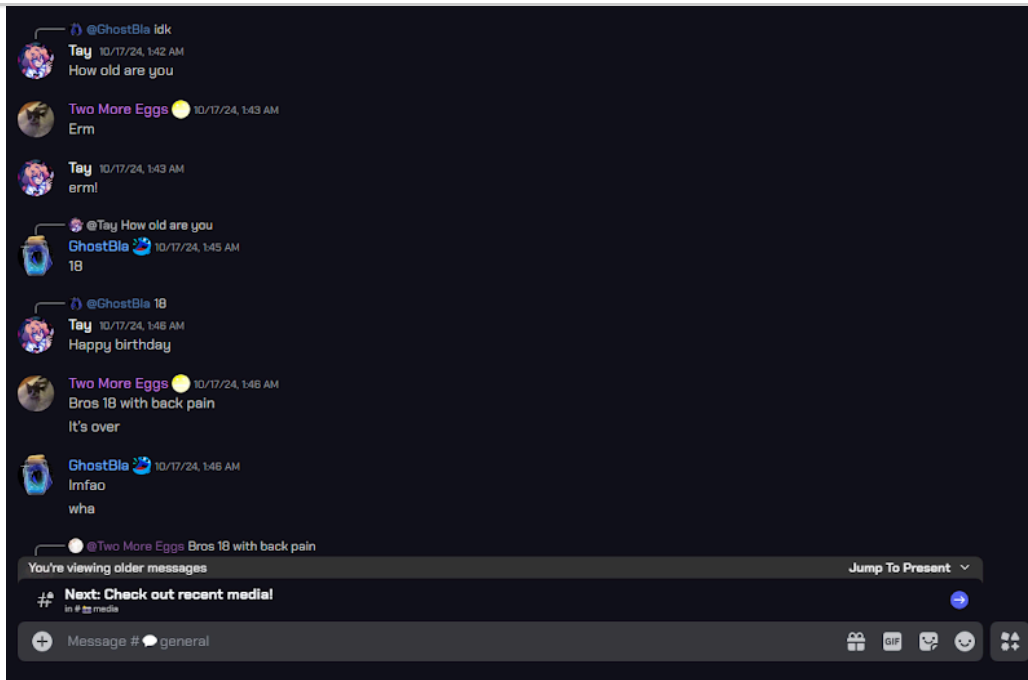 @GhostBla idk
Tay 10/17/24, 1:42 AM
How old are you
Two More Eggs 10/17/24, 1:43 AM
Erm
Tay 10/17/24, 1:43 AM
erm!
@Tay How old are you
GhostBla 10/17/24, 1:45 AM
18
@GhostBla 18
Tay 10/17/24, 1:46 AM
Happy birthday
Two More Eggs 10/17/24, 1:46 AM
Bros 18 with back pain
It's over
GhostBla 10/17/24, 1:46 AM
lmfao
wha
@Two More Eggs Bros 18 with back pain
You're viewing older messages Jump To Present
Next: Check out recent media!
in # media
Message # general
GIF